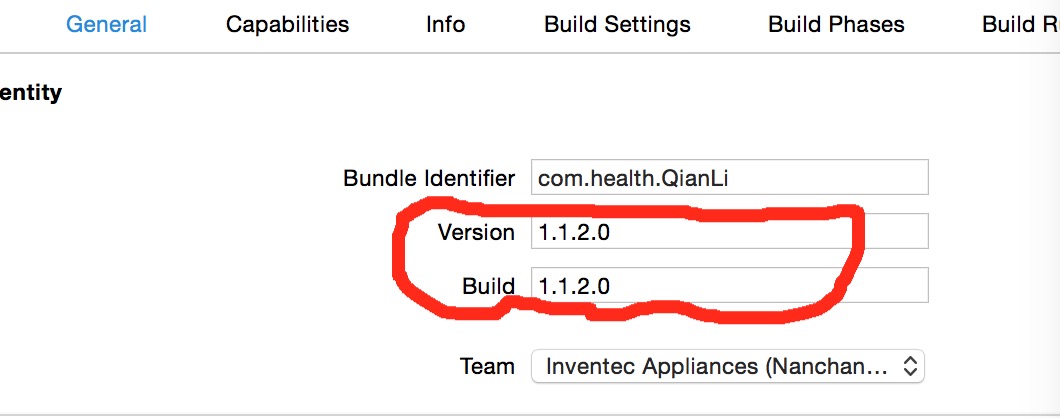 General Capabilities Info Build Settings Build Phases Build R
entity
Bundle Identifier com.health.QianLi
Version 1.1.2.0
Build 1.1.2.0
Team Inventec Appliances (Nanchan...